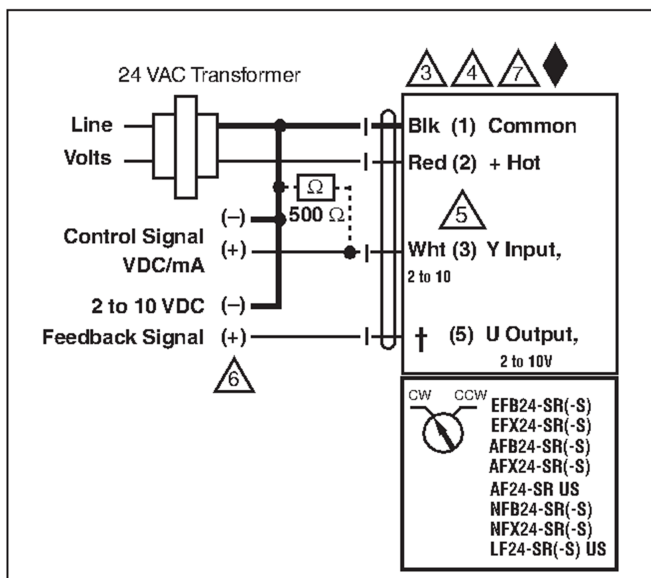 24 VAC Transformer
3 4 7
Line
Volts
Blk (1) Common
Red (2) + Hot
Ω
500 Ω
5
(–)
Control Signal (+)
VDC/mA
Wht (3) Y Input,
2 to 10
2 to 10 VDC (–)
Feedback Signal (+)
† (5) U Output,
2 to 10V
6
CW CCW
EFB24-SR(-S)
EFX24-SR(-S)
AFB24-SR(-S)
AFX24-SR(-S)
AF24-SR US
NFB24-SR(-S)
NFX24-SR(-S)
LF24-SR(-S) US